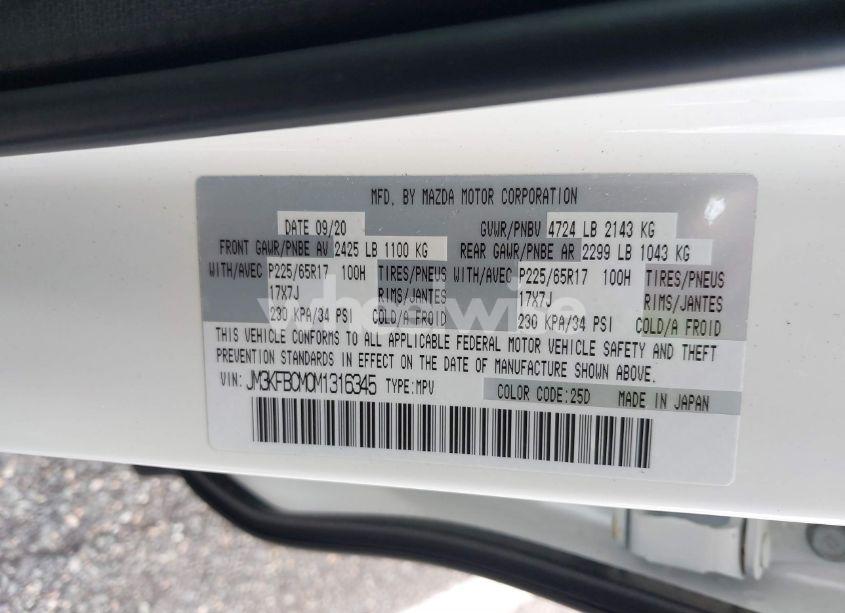 MFD. BY MAZDA MOTOR CORPORATION
DATE 09/20 GVWR/PNBV 4724 LB 2143 KG
FRONT GAWR/PNBE AV 2425 LB 1100 KG REAR GAWR/PNBE AR 2299 LB 1043 KG
WITH/AVEC P225/65R17 100H TIRES/PNEUS WITH/AVEC P225/65R17 100H TIRES/PNEUS
17X7J RIMS/JANTES 17X7J RIMS/JANTES
230 KPA/34 PSI COLD/A FROID 230 KPA/34 PSI COLD/A FROID
THIS VEHICLE CONFORMS TO ALL APPLICABLE FEDERAL MOTOR VEHICLE SAFETY AND THEFT
PREVENTION STANDARDS IN EFFECT ON THE DATE OF MANUFACTURE SHOWN ABOVE.
VIN: JM3KFBCM0M1316345 TYPE:MPV COLOR CODE:25D MADE IN JAPAN